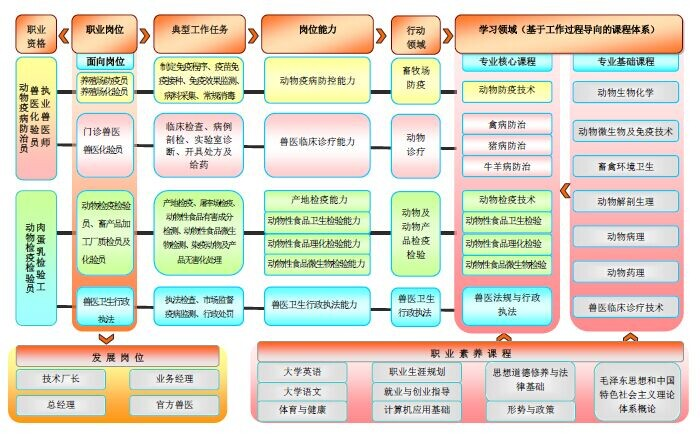 职业
资格
职业岗位
典型工作任务
岗位能力
行动
领域
学习领域（基于工作过程导向的课程体系）
面向岗位
专业核心课程
专业基础课程
执业兽医师
兽医化验员
动物疫病防治员
养殖场防疫员
养殖场化验员
制定免疫程序、疫苗免
疫接种、免疫效果监测、
病料采集、常规消毒
动物疫病防控能力
畜牧场
防疫
动物防疫技术
动物生物化学
门诊兽医
兽医化验员
临床检查、病例
剖检、实验室诊
断、开具处方及
给药
兽医临床诊疗能力
动物
诊疗
禽病防治
猪病防治
牛羊病防治
动物微生物及免疫技术
畜禽环境卫生
肉蛋乳检验工
动物检疫检验员
动物检疫检验
员、畜产品加
工厂质检员及
化验员
产地检疫、屠宰场检疫、
动物性食品有害成分
检测、动物性食品微生
物检测、染疫动物及产
品无害化处理
产地检疫能力
动物性食品卫生检验能力
动物性食品理化检验能力
动物性食品微生物检验能力
动物及
动物产
品检疫
检验
动物检疫技术
动物性食品卫生检验
动物性食品理化检验
动物性食品微生物检验
动物解剖生理
动物病理
动物药理
兽医卫生行政
执法
执法检查、市场监督
疫病监测、行政处罚
兽医卫生行政执法能力
兽医卫生
行政执法
兽医法规与行政
执法
兽医临床诊疗技术
发展岗位
技术厂长
业务经理
总经理
官方兽医
职业素养课程
大学英语
职业生涯规划
思想道德修养与法
律基础
毛泽东思想和中国
特色社会主义理论
体系概论
大学语文
就业与创业指导
体育与健康
计算机应用基础
形势与政策